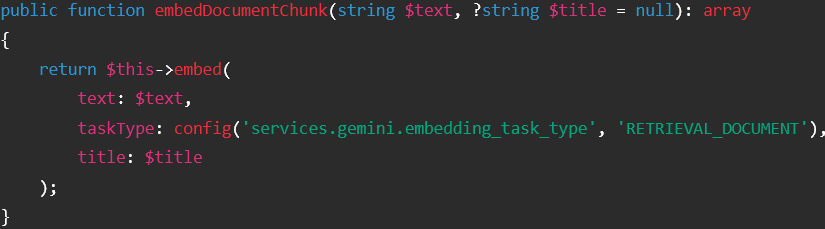 public function embedDocumentChunk(string $text, ?string $title = null): array
{
    return $this->embed(
        text: $text,
        taskType: config('services.gemini.embedding_task_type', 'RETRIEVAL_DOCUMENT'),
        title: $title
    );
}